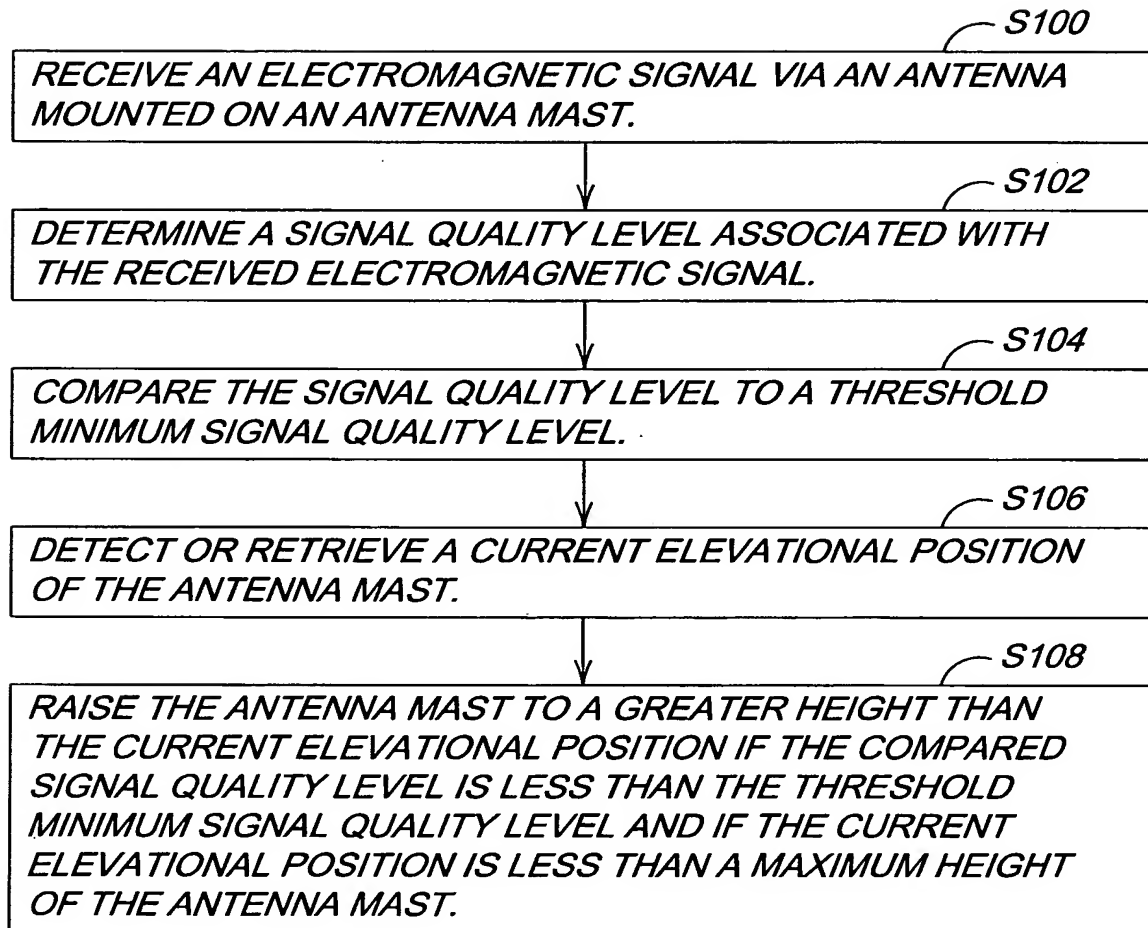 S100
RECEIVE AN ELECTROMAGNETIC SIGNAL VIA AN ANTENNA
MOUNTED ON AN ANTENNA MAST.
S102
DETERMINE A SIGNAL QUALITY LEVEL ASSOCIATED WITH
THE RECEIVED ELECTROMAGNETIC SIGNAL.
S104
COMPARE THE SIGNAL QUALITY LEVEL TO A THRESHOLD
MINIMUM SIGNAL QUALITY LEVEL.
S106
DETECT OR RETRIEVE A CURRENT ELEVATIONAL POSITION
OF THE ANTENNA MAST.
S108
RAISE THE ANTENNA MAST TO A GREATER HEIGHT THAN
THE CURRENT ELEVATIONAL POSITION IF THE COMPARED
SIGNAL QUALITY LEVEL IS LESS THAN THE THRESHOLD
MINIMUM SIGNAL QUALITY LEVEL AND IF THE CURRENT
ELEVATIONAL POSITION IS LESS THAN A MAXIMUM HEIGHT
OF THE ANTENNA MAST.